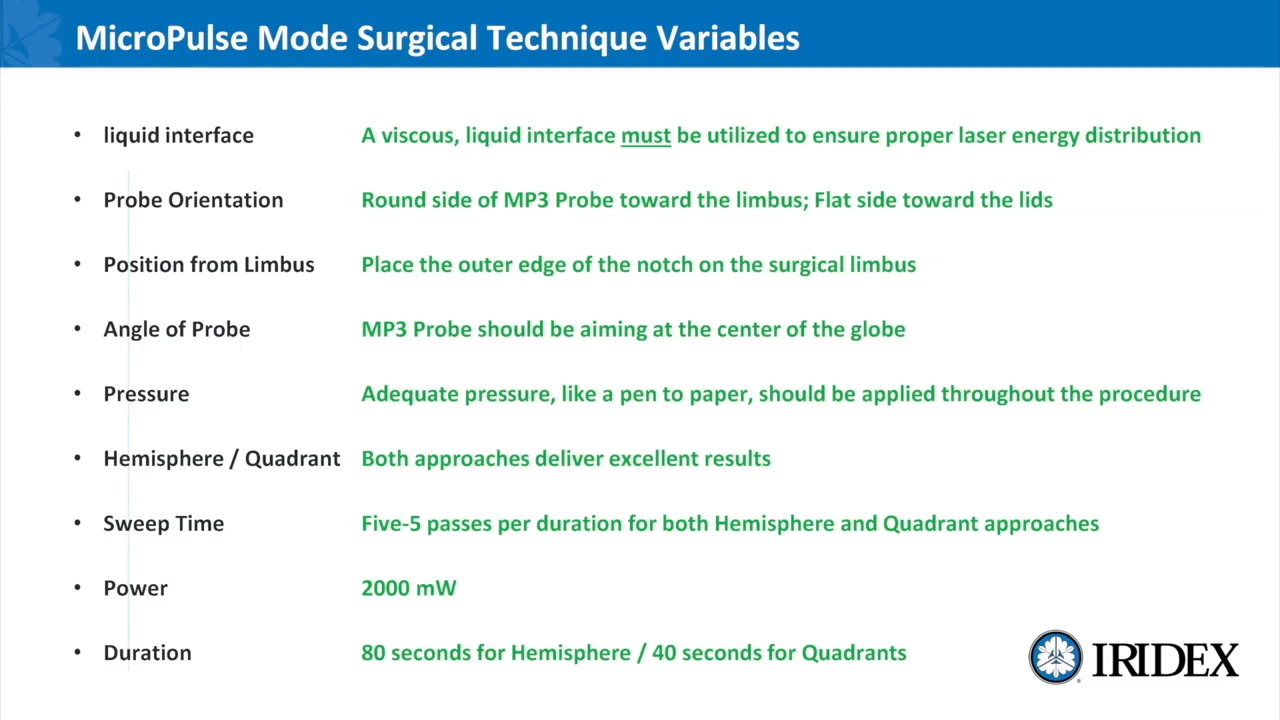 MicroPulse Mode Surgical Technique Variables
• liquid interface A viscous, liquid interface must be utilized to ensure proper laser energy distribution
• Probe Orientation Round side of MP3 Probe toward the limbus; Flat side toward the lids
• Position from Limbus Place the outer edge of the notch on the surgical limbus
• Angle of Probe MP3 Probe should be aiming at the center of the globe
• Pressure Adequate pressure, like a pen to paper, should be applied throughout the procedure
• Hemisphere / Quadrant Both approaches deliver excellent results
• Sweep Time Five-5 passes per duration for both Hemisphere and Quadrant approaches
• Power 2000 mW
• Duration 80 seconds for Hemisphere / 40 seconds for Quadrants
IRIDEX